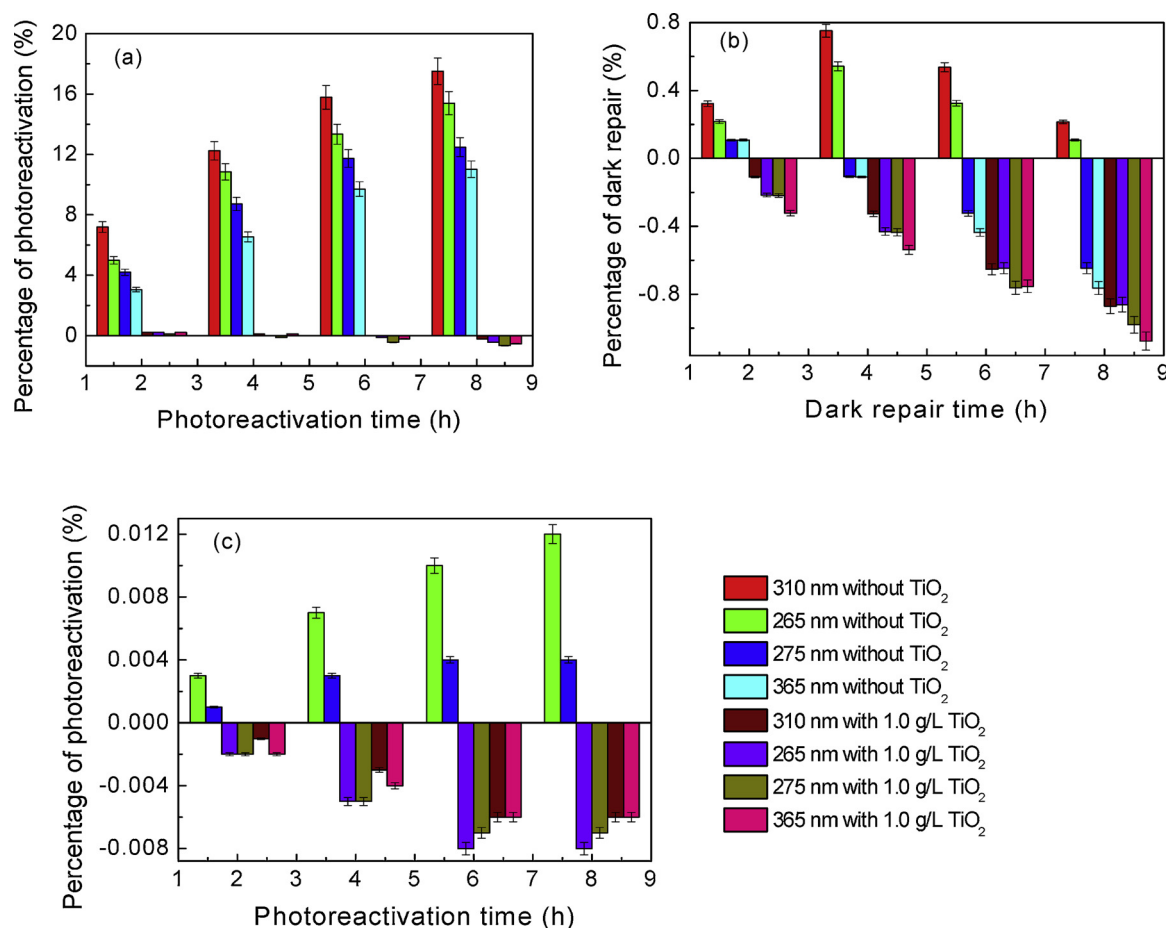 Percentage of photoreactivation (%)
20
16
12
8
4
0
(a)
1 2 3 4 5 6 7 8 9
Photoreactivation time (h)
Percentage of dark repair (%)
0.8
0.4
0.0
-0.4
-0.8
(b)
1 2 3 4 5 6 7 8 9
Dark repair time (h)
Percentage of photoreactivation (%)
0.012
0.008
0.004
0.000
-0.004
-0.008
(c)
1 2 3 4 5 6 7 8 9
Photoreactivation time (h)
310 nm without TiO₂
265 nm without TiO₂
275 nm without TiO₂
365 nm without TiO₂
310 nm with 1.0 g/L TiO₂
265 nm with 1.0 g/L TiO₂
275 nm with 1.0 g/L TiO₂
365 nm with 1.0 g/L TiO₂